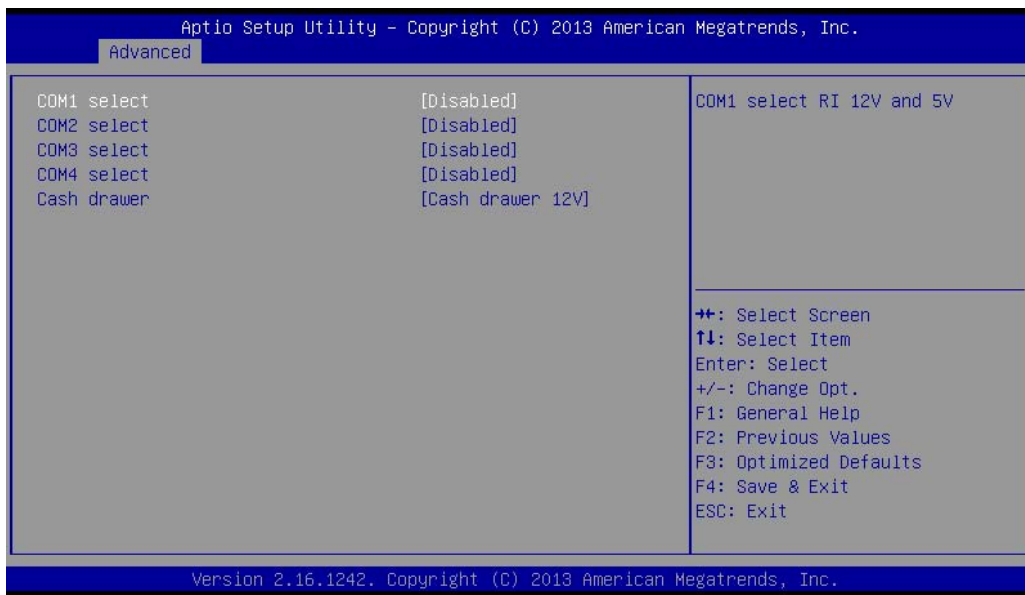 Aptio Setup Utility – Copyright (C) 2013 American Megatrends, Inc.
Advanced
COM1 select [Disabled]
COM2 select [Disabled]
COM3 select [Disabled]
COM4 select [Disabled]
Cash drawer [Cash drawer 12V]
COM1 select RI 12V and 5V
→←: Select Screen
↑↓: Select Item
Enter: Select
+/-: Change Opt.
F1: General Help
F2: Previous Values
F3: Optimized Defaults
F4: Save & Exit
ESC: Exit
Version 2.16.1242. Copyright (C) 2013 American Megatrends, Inc.